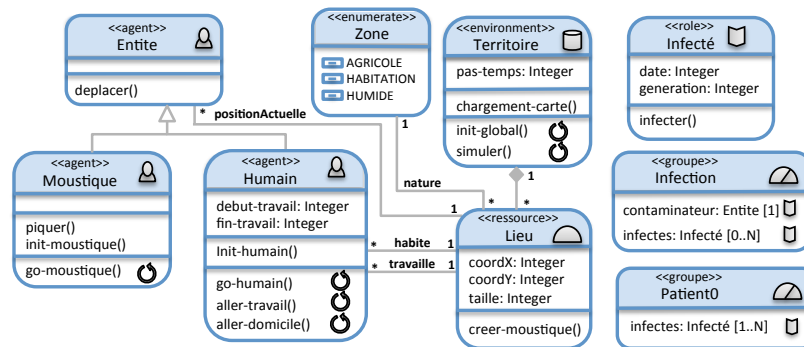 <<agent>>
Entite
deplacer()
<<enumerate>>
Zone
AGRICOLE
HABITATION
HUMIDE
<<environment>>
Territoire
pas-temps: Integer
chargement-carte()
init-global()
simuler()
<<role>>
Infecté
date: Integer
generation: Integer
infecter()
* positionActuelle
1
nature
1
* *
1
<<agent>>
Moustique
piquer()
init-moustique()
go-moustique()
<<agent>>
Humain
debut-travail: Integer
fin-travail: Integer
Init-humain()
go-humain()
aller-travail()
aller-domicile()
* habite 1
* travaille 1
<<ressource>>
Lieu
coordX: Integer
coordY: Integer
taille: Integer
creer-moustique()
<<groupe>>
Infection
contaminateur: Entite [1]
infectes: Infecté [0..N]
<<groupe>>
Patient0
infectes: Infecté [1..N]